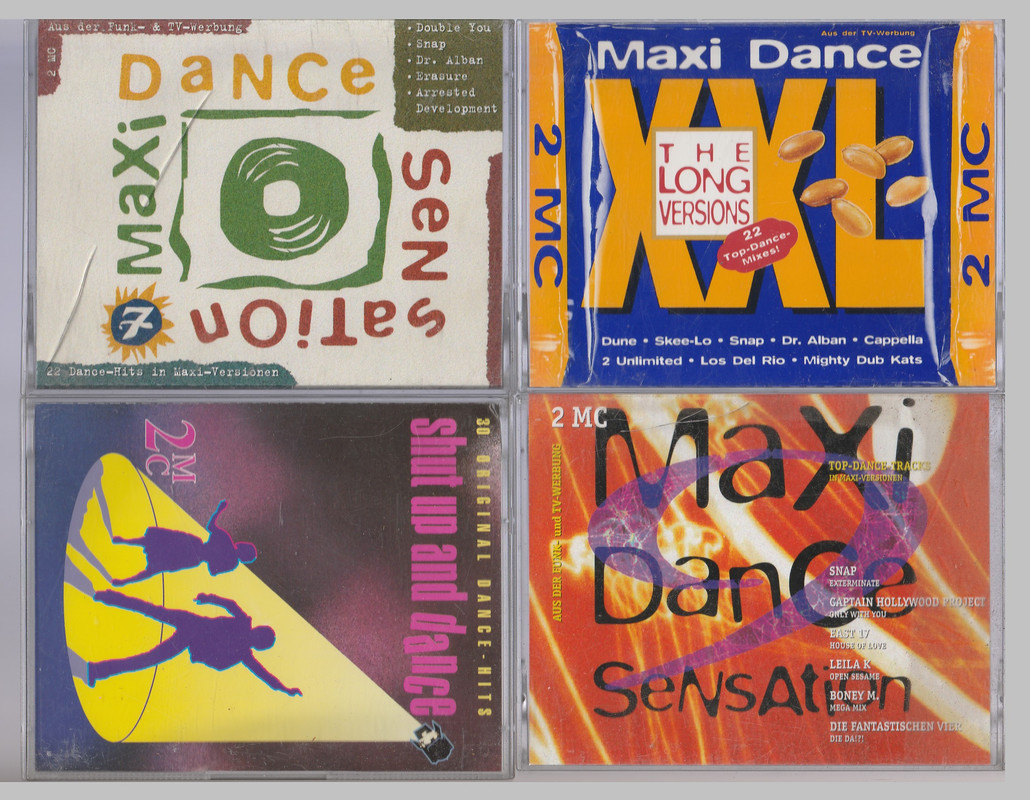 Aus der Funk- & TV-Werbung
2 MC
Maxi
Dance
Sensation
7
• Double You
• Snap
• Dr. Alban
• Erasure
• Arrested
Development
22 Dance-Hits in Maxi-Versionen
Aus der TV-Werbung
Maxi Dance
XXL
THE
LONG
VERSIONS
22
Top-Dance-
Mixes!
2 MC
2 MC
Dune • Skee-Lo • Snap • Dr. Alban • Cappella
2 Unlimited • Los Del Rio • Mighty Dub Kats
2 MC
shut up and dance
30 ORIGINAL DANCE-HITS
2 MC
AUS DER FUNK- und TV-WERBUNG
Maxi
Dance
Sensation
TOP-DANCE-TRACKS
IN MAXI-VERSIONEN
SNAP
EXTERMINATE
CAPTAIN HOLLYWOOD PROJECT
ONLY WITH YOU
EAST 17
HOUSE OF LOVE
LEILA K
OPEN SESAME
BONEY M.
MEGA MIX
DIE FANTASTISCHEN VIER
DIE DA!?!